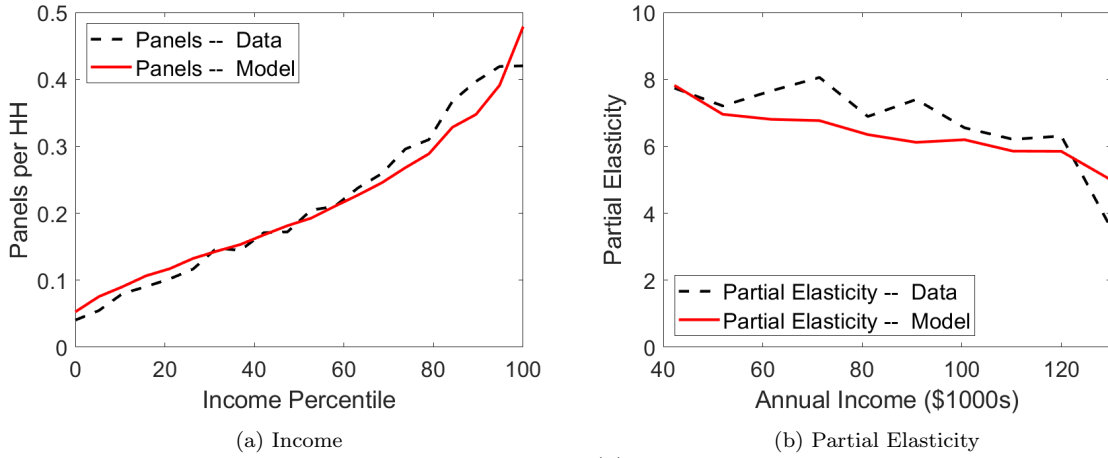 0.5
0.4
0.3
0.2
0.1
0
Panels per HH
Panels -- Data
Panels -- Model
0 20 40 60 80 100
Income Percentile
(a) Income
10
8
6
4
2
0
Partial Elasticity
Partial Elasticity -- Data
Partial Elasticity -- Model
40 60 80 100 120
Annual Income ($1000s)
(b) Partial Elasticity